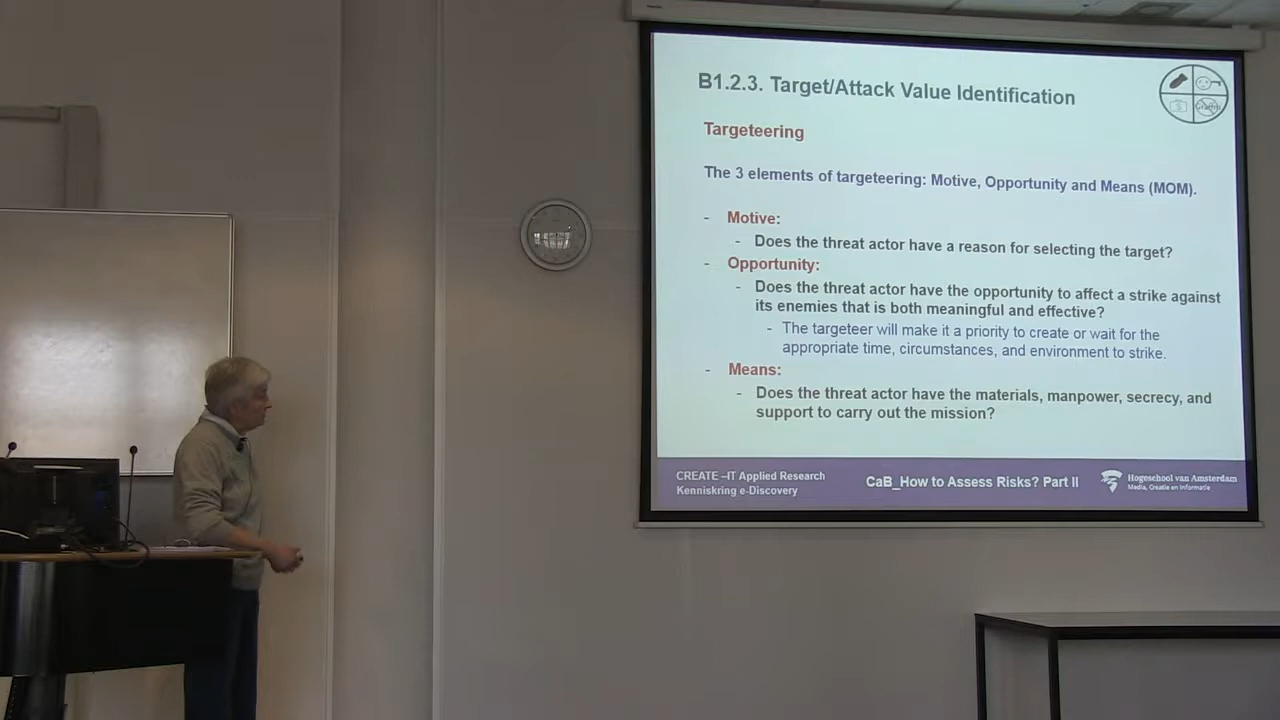 B1.2.3. Target/Attack Value Identification
Targeteering
The 3 elements of targeteering: Motive, Opportunity and Means (MOM).
- Motive:
- Does the threat actor have a reason for selecting the target?
- Opportunity:
- Does the threat actor have the opportunity to affect a strike against
its enemies that is both meaningful and effective?
- The targeteer will make it a priority to create or wait for the
appropriate time, circumstances, and environment to strike.
- Means:
- Does the threat actor have the materials, manpower, secrecy, and
support to carry out the mission?
CREATE –IT Applied Research
Kenniskring e-Discovery
CaB_How to Assess Risks? Part II
Hogeschool van Amsterdam
Media, Creatie en Informatie